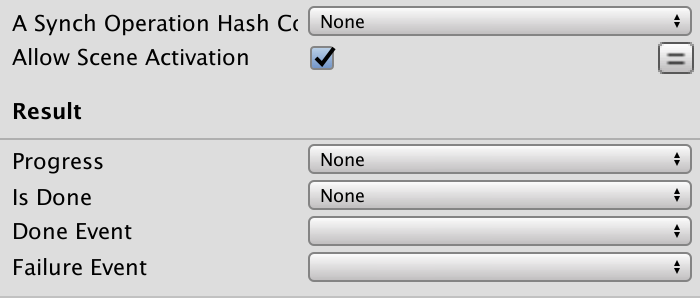 A Synch Operation Hash Co None
Allow Scene Activation
Result
Progress None
Is Done None
Done Event
Failure Event